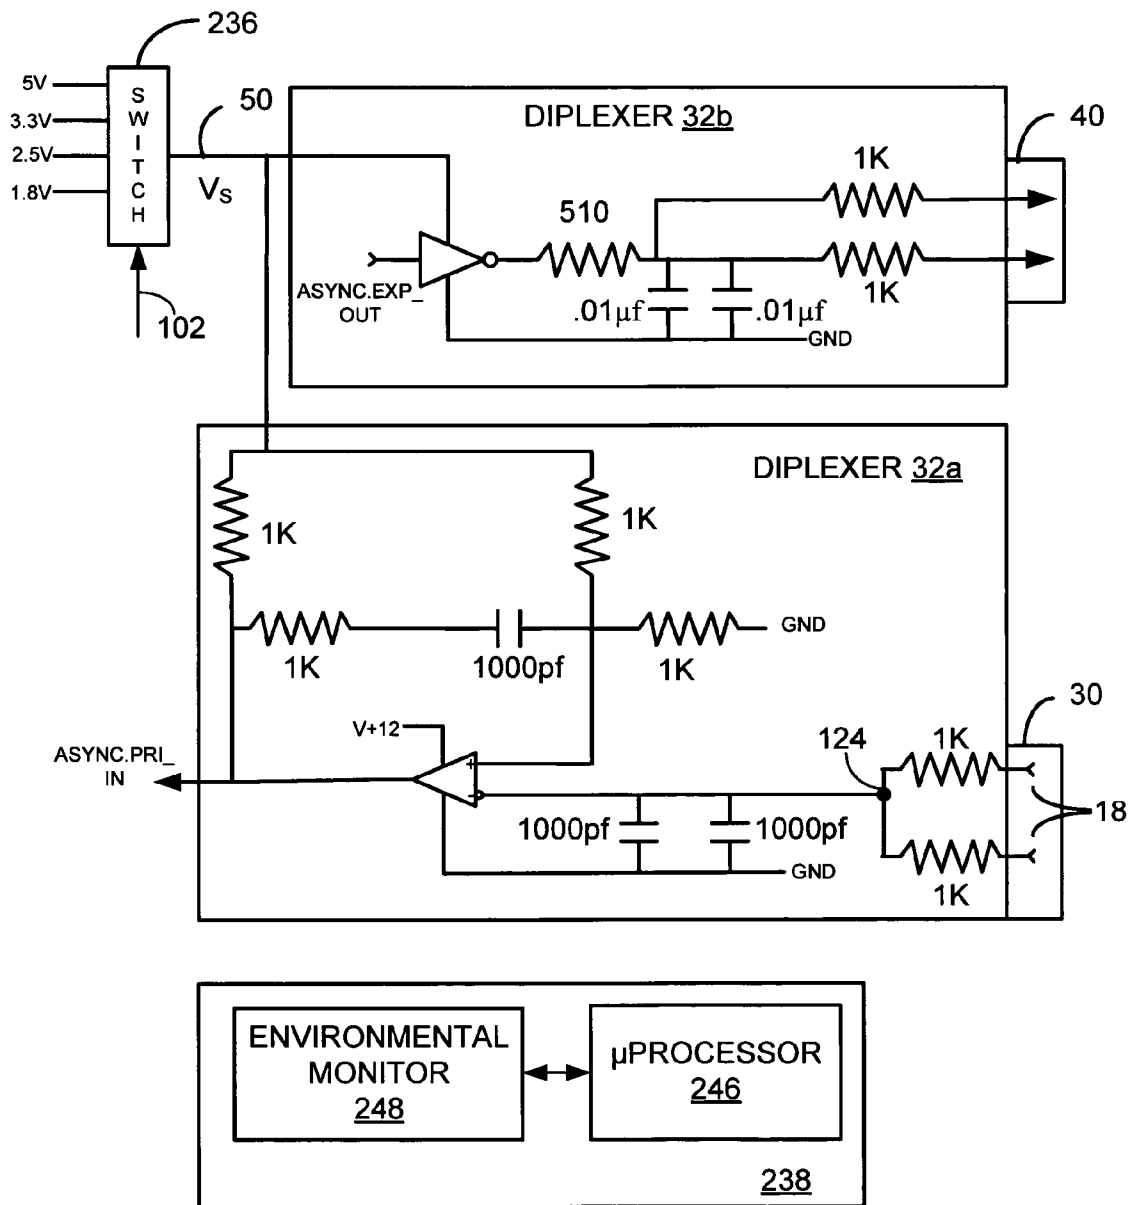 236
5V
3.3V
2.5V
1.8V
SWITCH
50
VS
102
DIPLEXER 32b
40
1K
510
1K
ASYNC.EXP_
OUT
.01µf
.01µf
GND
DIPLEXER 32a
1K
1K
1K
1000pf
1K
GND
30
V+12
ASYNC.PRI_
IN
+
−
124
1K
18
1000pf
1000pf
GND
1K
ENVIRONMENTAL
MONITOR
248
µPROCESSOR
246
238